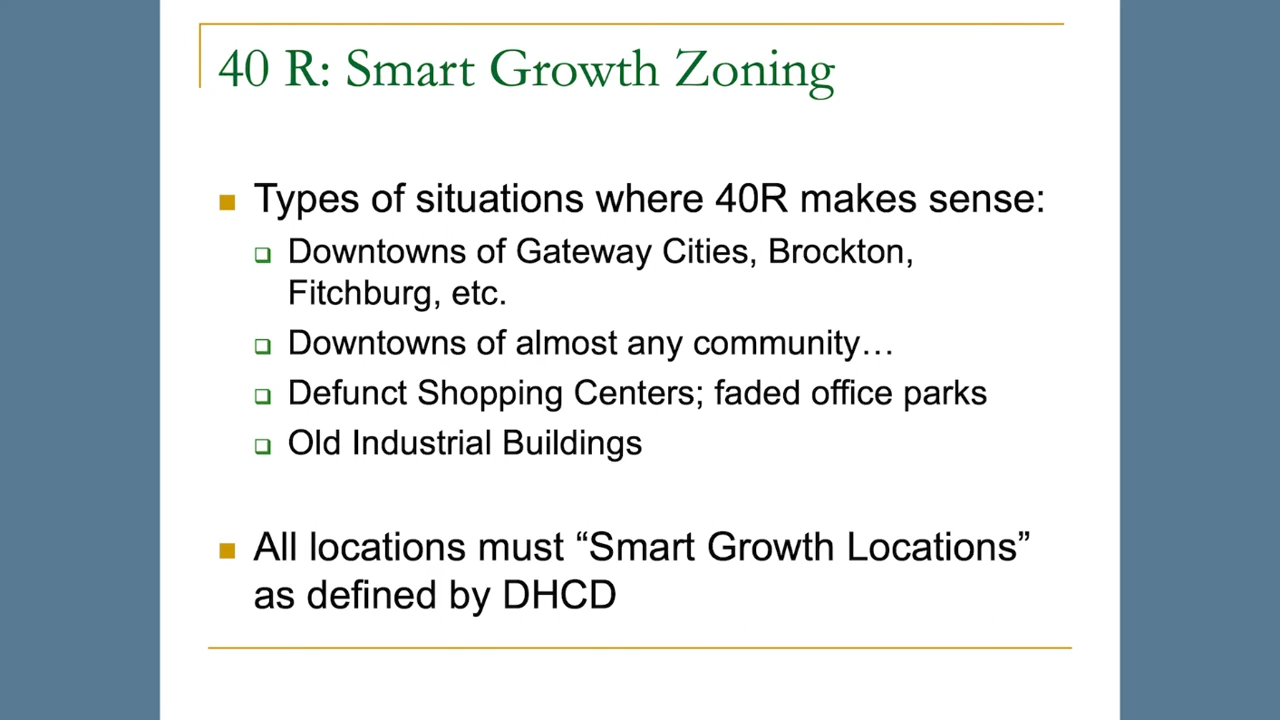 40 R: Smart Growth Zoning
Types of situations where 40R makes sense:
Downtowns of Gateway Cities, Brockton,
Fitchburg, etc.
Downtowns of almost any community…
Defunct Shopping Centers; faded office parks
Old Industrial Buildings
All locations must “Smart Growth Locations”
as defined by DHCD